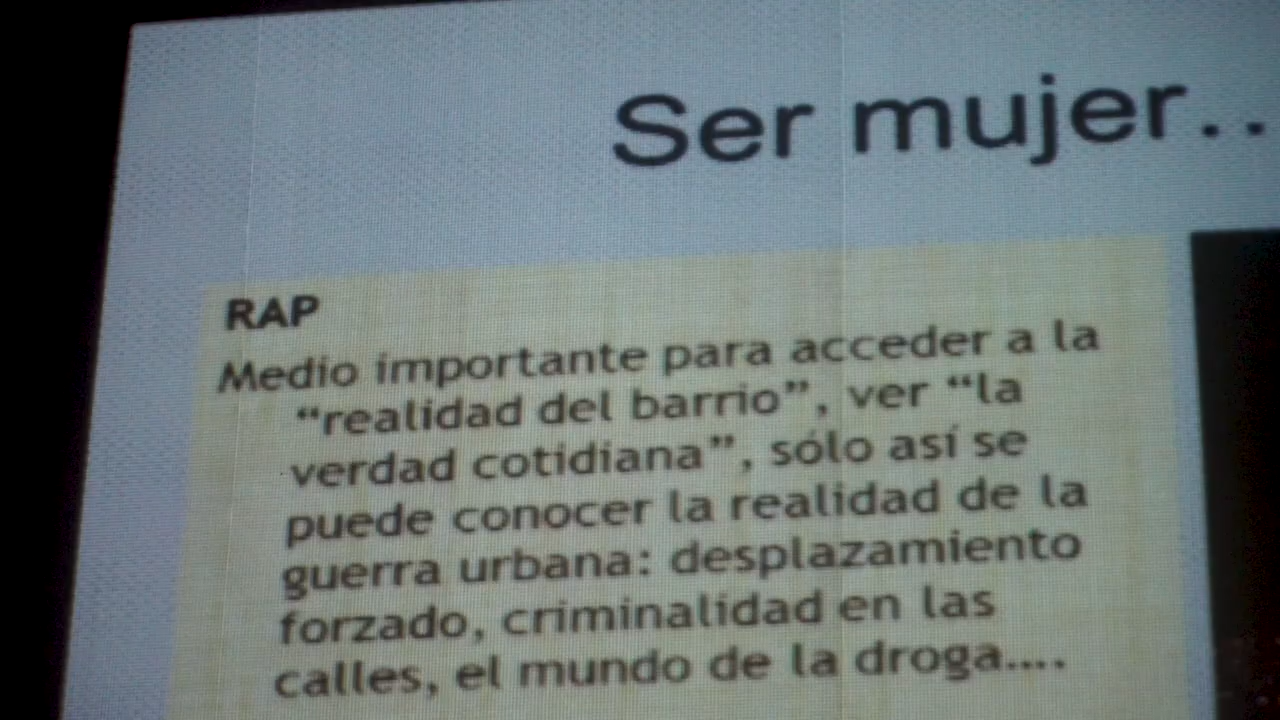 Ser mujer..
RAP
Medio importante para acceder a la
“realidad del barrio”, ver “la
verdad cotidiana”, sólo así se
puede conocer la realidad de la
guerra urbana: desplazamiento
forzado, criminalidad en las
calles, el mundo de la droga....